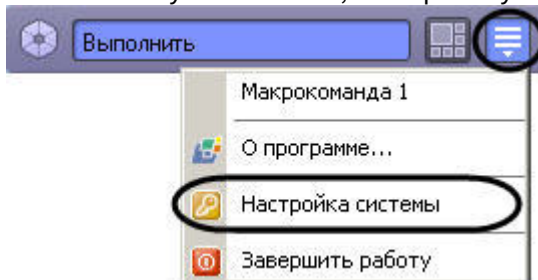 Выполнить
Макрокоманда 1
О программе...
Настройка системы
Завершить работу